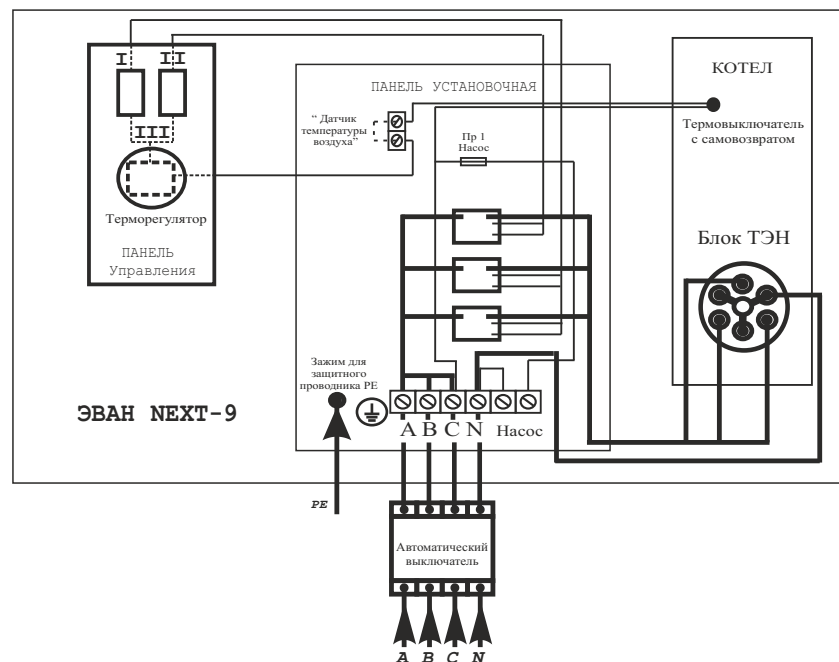 I II
III
Терморегулятор
ПАНЕЛЬ
Управления
ПАНЕЛЬ УСТАНОВОЧНАЯ
“ Датчик
температуры
воздуха”
Пр 1
Насос
КОТЕЛ
Термовыключатель
с самовозвратом
Блок ТЭН
Зажим для
защитного
проводника PE
ЭВАН NEXT-9
A B C N Насос
PE
Автоматический
выключатель
A B C N